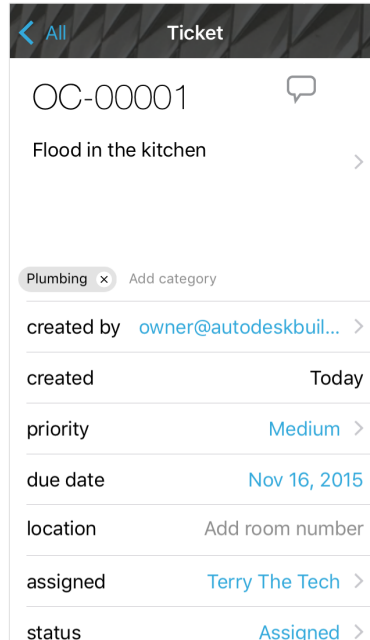 All Ticket
OC-00001
Flood in the kitchen
Plumbing × Add category
created by owner@autodeskbuil...
created Today
priority Medium
due date Nov 16, 2015
location Add room number
assigned Terry The Tech
status Assigned